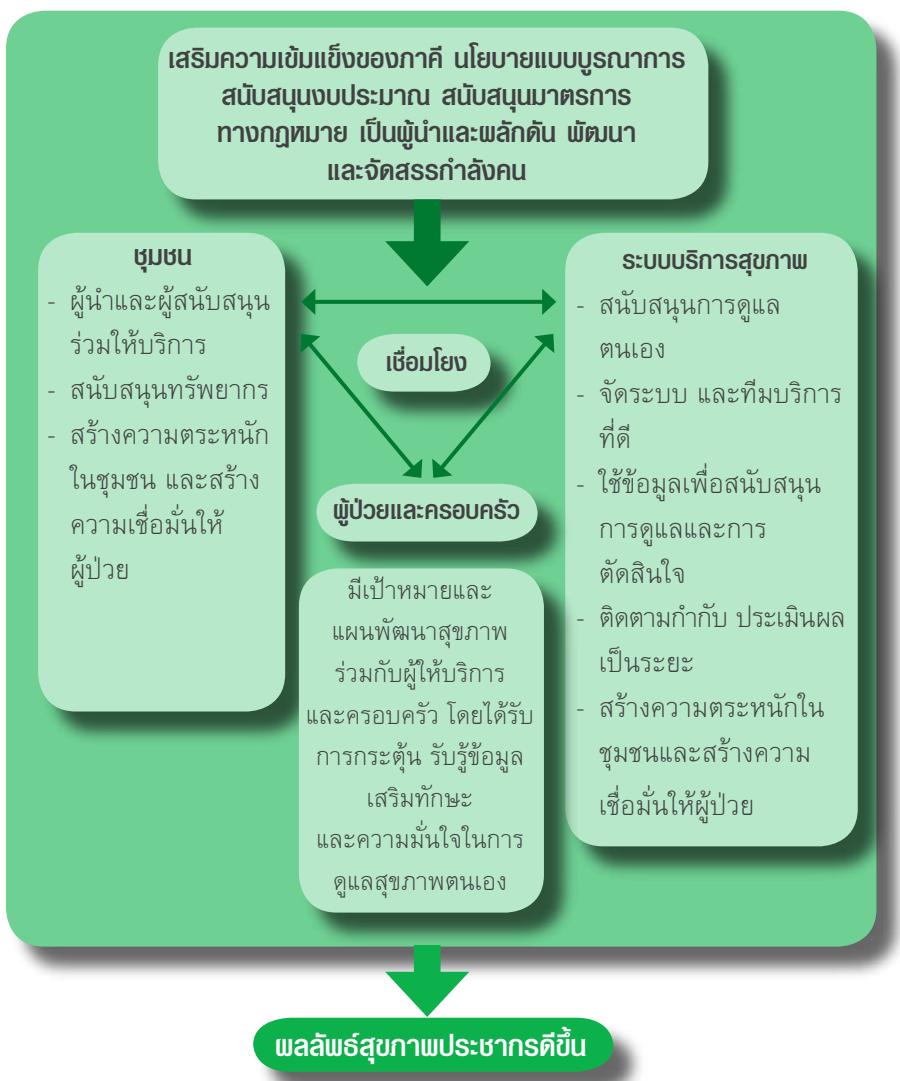 เสริมความเข้มแข็งของภาคี นโยบายแบบบูรณาการ
สนับสนุนงบประมาณ สนับสนุนมาตรการ
ทางกฎหมาย เป็นผู้นำและผลักดัน พัฒนา
และจัดสรรกำลังคน
ชุมชน
- ผู้นำและผู้สนับสนุน
ร่วมให้บริการ
- สนับสนุนทรัพยากร
- สร้างความตระหนัก
ในชุมชน และสร้าง
ความเชื่อมั่นให้
ผู้ป่วย
เชื่อมโยง
ผู้ป่วยและครอบครัว
มีเป้าหมายและ
แผนพัฒนาสุขภาพ
ร่วมกับผู้ให้บริการ
และครอบครัว โดยได้รับ
การกระตุ้น รับรู้ข้อมูล
เสริมทักษะ
และความมั่นใจในการ
ดูแลสุขภาพตนเอง
ระบบบริการสุขภาพ
- สนับสนุนการดูแล
ตนเอง
- จัดระบบ และทีมบริการ
ที่ดี
- ใช้ข้อมูลเพื่อสนับสนุน
การดูแลและการ
ตัดสินใจ
- ติดตามกำกับ ประเมินผล
เป็นระยะ
- สร้างความตระหนักใน
ชุมชนและสร้างความ
เชื่อมั่นให้ผู้ป่วย
ผลลัพธ์สุขภาพประชากรดีขึ้น